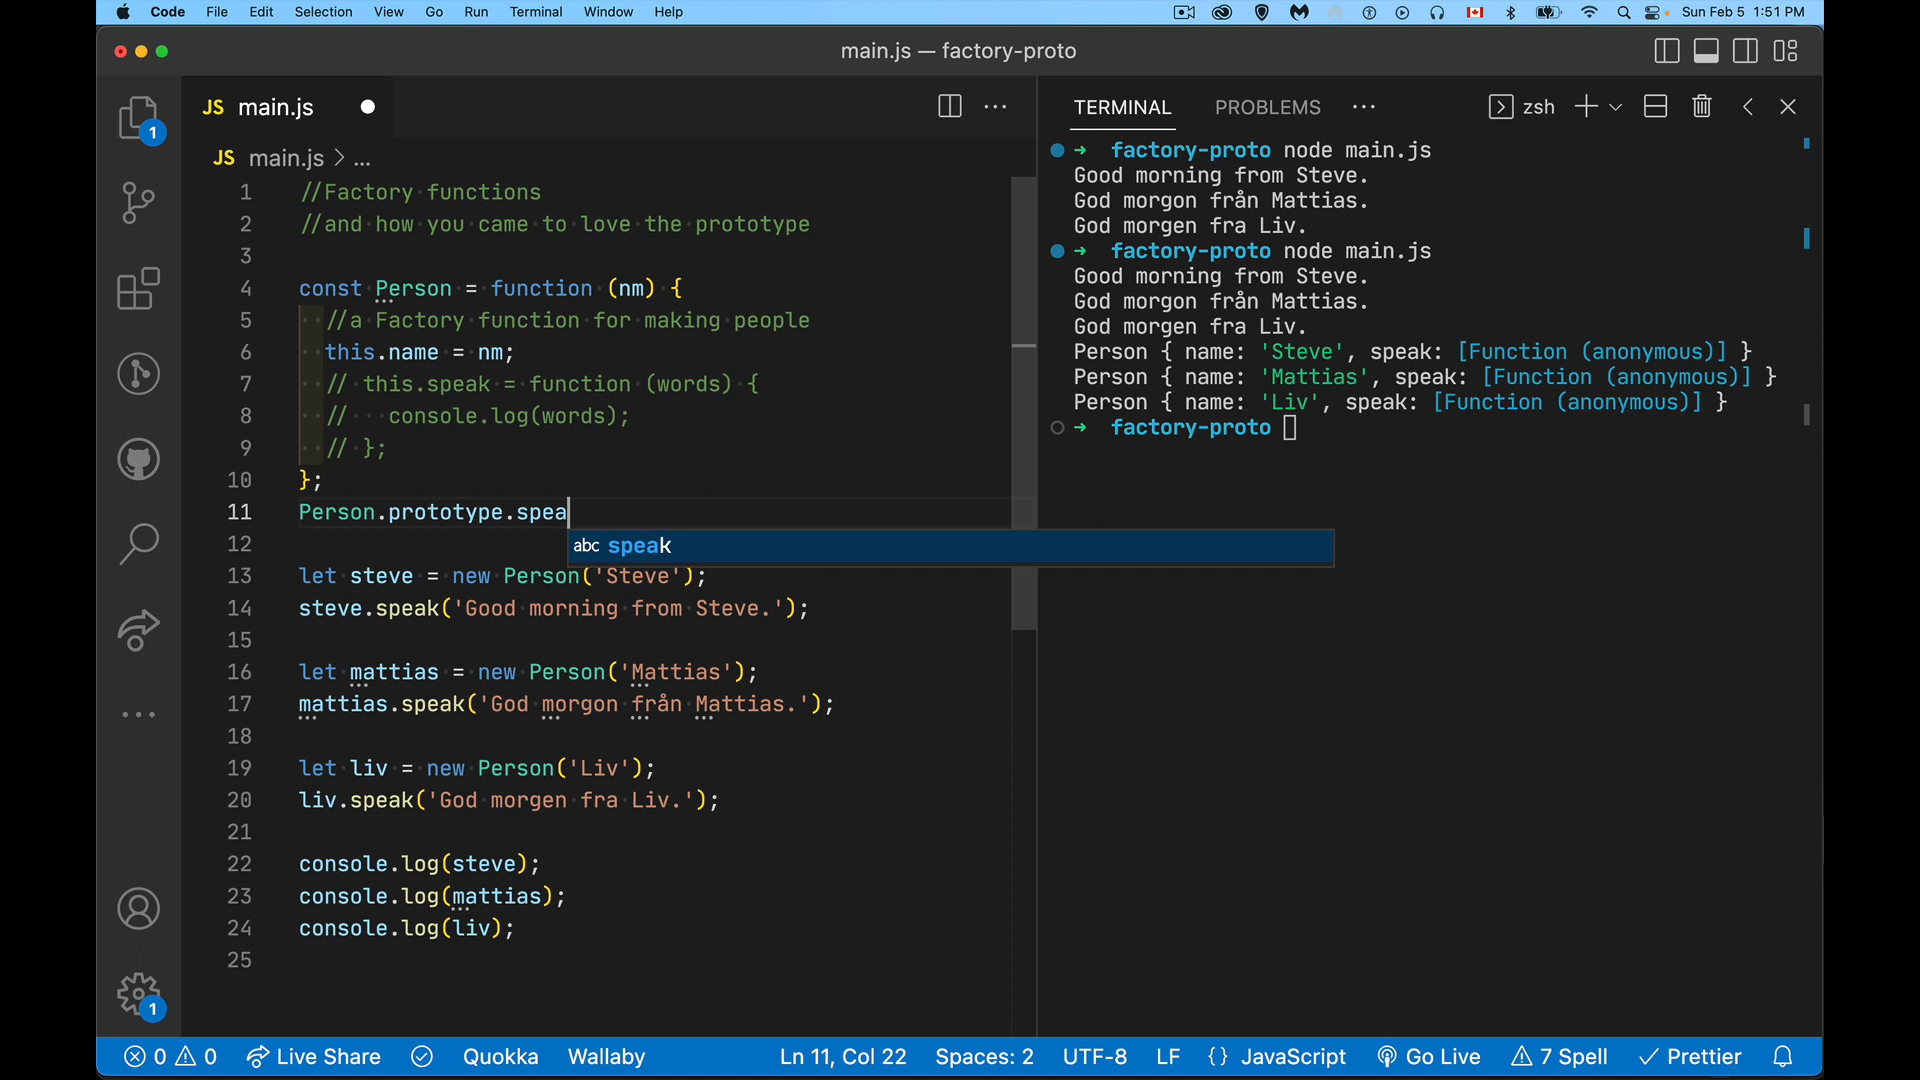 Code File Edit Selection View Go Run Terminal Window Help Sun Feb 5 1:51 PM
main.js — factory-proto
JS main.js
JS main.js > ...
1 //Factory functions
2 //and how you came to love the prototype
3
4 const Person = function (nm) {
5 //a Factory function for making people
6 this.name = nm;
7 // this.speak = function (words) {
8 // console.log(words);
9 // };
10 };
11 Person.prototype.spea
abc speak
12
13 let steve = new Person('Steve');
14 steve.speak('Good morning from Steve.');
15
16 let mattias = new Person('Mattias');
17 mattias.speak('God morgon från Mattias.');
18
19 let liv = new Person('Liv');
20 liv.speak('God morgen fra Liv.');
21
22 console.log(steve);
23 console.log(mattias);
24 console.log(liv);
25
TERMINAL PROBLEMS ... zsh
➜ factory-proto node main.js
Good morning from Steve.
God morgon från Mattias.
God morgen fra Liv.
➜ factory-proto node main.js
Good morning from Steve.
God morgon från Mattias.
God morgen fra Liv.
Person { name: 'Steve', speak: [Function (anonymous)] }
Person { name: 'Mattias', speak: [Function (anonymous)] }
Person { name: 'Liv', speak: [Function (anonymous)] }
➜ factory-proto
1
1
0 0 Live Share Quokka Wallaby Ln 11, Col 22 Spaces: 2 UTF-8 LF {} JavaScript Go Live 7 Spell Prettier